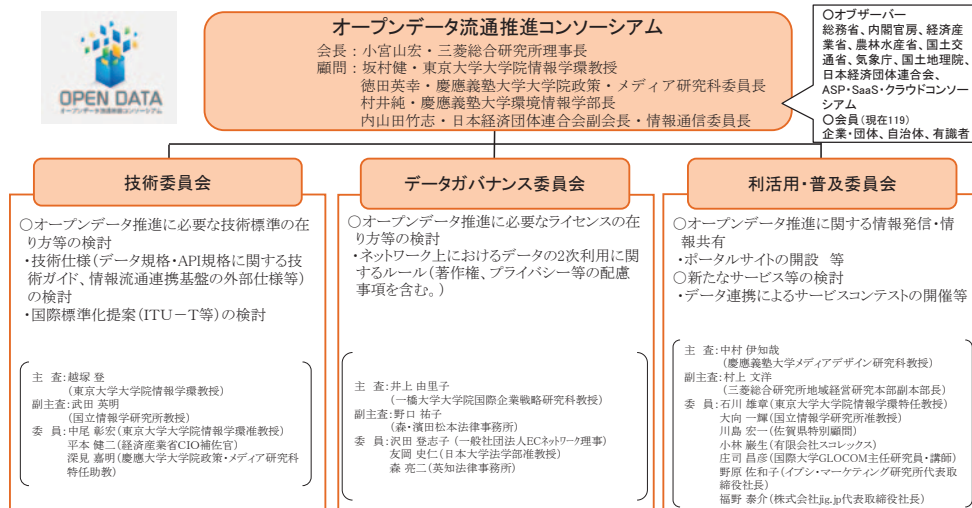 オープンデータ流通推進コンソーシアム
会長：小宮山宏・三菱総合研究所理事長
顧問：坂村健・東京大学大学院情報学環教授
徳田英幸・慶應義塾大学大学院政策・メディア研究科委員長
村井純・慶應義塾大学環境情報学部長
内山田竹志・日本経済団体連合会副会長・情報通信委員長
OPEN DATA
オープンデータ流通推進コンソーシアム
○オブザーバー
総務省、内閣官房、経済産
業省、農林水産省、国土交
通省、気象庁、国土地理院、
日本経済団体連合会、
ASP・SaaS・クラウドコンソー
シアム
○会員（現在119）
企業・団体、自治体、有識者
技術委員会
○オープンデータ推進に必要な技術標準の在
り方等の検討
・技術仕様（データ規格・API規格に関する技
術ガイド、情報流通連携基盤の外部仕様等）
の検討
・国際標準化提案（ITU－T等）の検討
主 査：越塚 登
（東京大学大学院情報学環教授）
副主査：武田 英明
（国立情報学研究所教授）
委 員：中尾 彰宏（東京大学大学院情報学環准教授）
平本 健二（経済産業省CIO補佐官）
深見 嘉明（慶應大学大学院政策・メディア研究科
特任助教）
データガバナンス委員会
○オープンデータ推進に必要なライセンスの在
り方等の検討
・ネットワーク上におけるデータの2次利用に
関するルール（著作権、プライバシー等の配慮
事項を含む。）
主 査：井上 由里子
（一橋大学大学院国際企業戦略研究科教授）
副主査：野口 祐子
（森・濱田松本法律事務所）
委 員：沢田 登志子（一般社団法人ECネットワーク理事）
友岡 史仁（日本大学法学部准教授）
森 亮二（英知法律事務所）
利活用・普及委員会
○オープンデータ推進に関する情報発信・情
報共有
・ポータルサイトの開設 等
○新たなサービス等の検討
・データ連携によるサービスコンテストの開催等
主 査：中村 伊知哉
（慶應義塾大学メディアデザイン研究科教授）
副主査：村上 文洋
（三菱総合研究所地域経営研究本部副本部長）
委 員：石川 雄章（東京大学大学院情報学環特任教授）
大向 一輝（国立情報学研究所准教授）
川島 宏一（佐賀県特別顧問）
小林 巌生（有限会社スコレックス）
庄司 昌彦（国際大学GLOCOM主任研究員・講師）
野原 佐和子（イプシ・マーケティング研究所代表取
締役社長）
福野 泰介（株式会社jig.jp代表取締役社長）